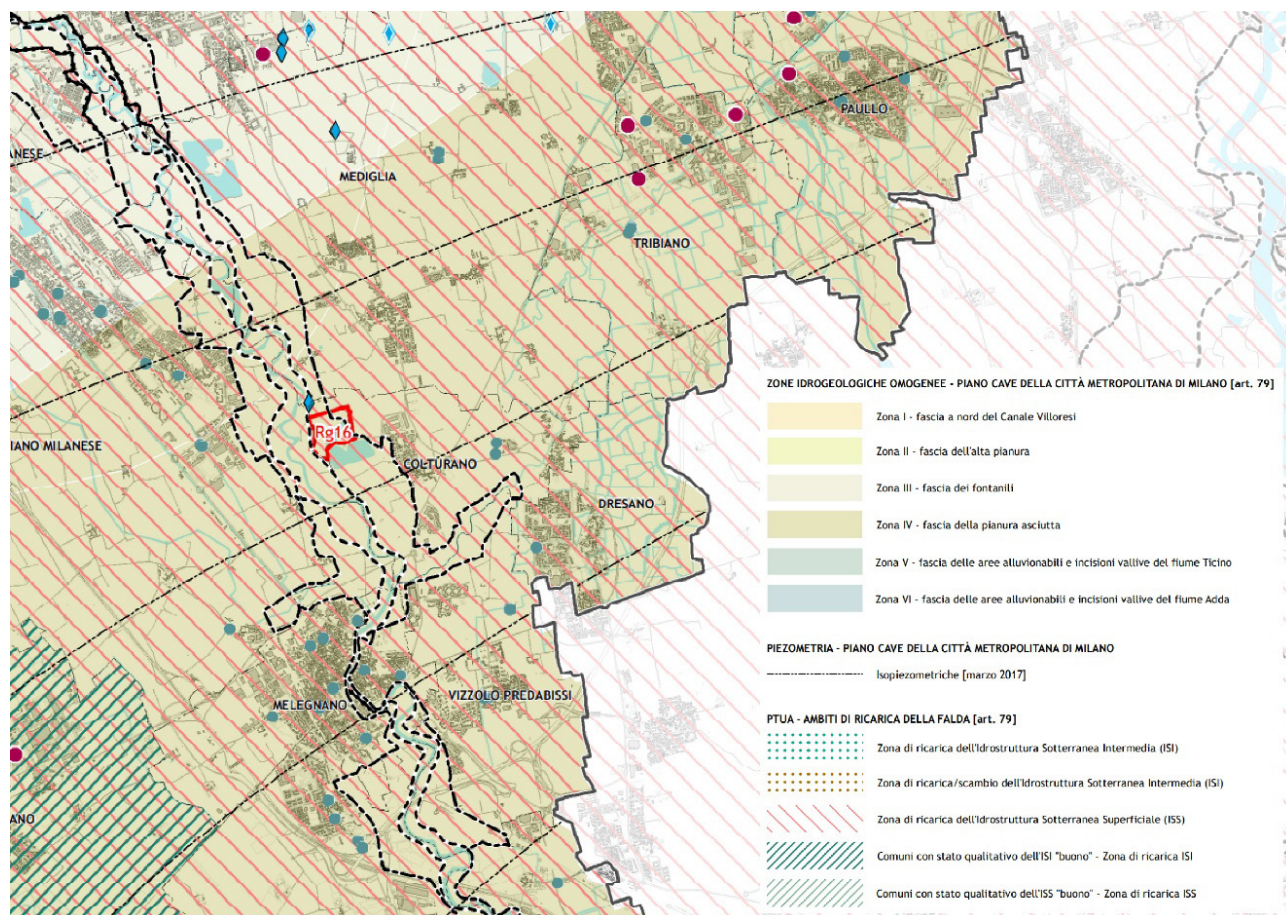 PAULLO
ANESE
MEDIGLIA
TRIBIANO
ZONE IDROGEOLOGICHE OMOGENEE - PIANO CAVE DELLA CITTÀ METROPOLITANA DI MILANO [art. 79]
Zona I - fascia a nord del Canale Villoresi
Rg16
IANO MILANESE
Zona II - fascia dell'alta pianura
COLTURANO
Zona III - fascia dei fontanili
DRESANO
Zona IV - fascia della pianura asciutta
Zona V - fascia delle aree alluvionabili e incisioni vallive del fiume Ticino
Zona VI - fascia delle aree alluvionabili e incisioni vallive del fiume Adda
PIEZOMETRIA - PIANO CAVE DELLA CITTÀ METROPOLITANA DI MILANO
Isopiezometriche [marzo 2017]
VIZZOLO PREDABISSI
MELEGNANO
PTUA - AMBITI DI RICARICA DELLA FALDA [art. 79]
Zona di ricarica dell'Idrostruttura Sotterranea Intermedia (ISI)
Zona di ricarica/scambio dell'Idrostruttura Sotterranea Intermedia (ISI)
ANO
Zona di ricarica dell'Idrostruttura Sotterranea Superficiale (ISS)
Comuni con stato qualitativo dell'ISI "buono" - Zona di ricarica ISI
Comuni con stato qualitativo dell'ISS "buono" - Zona di ricarica ISS